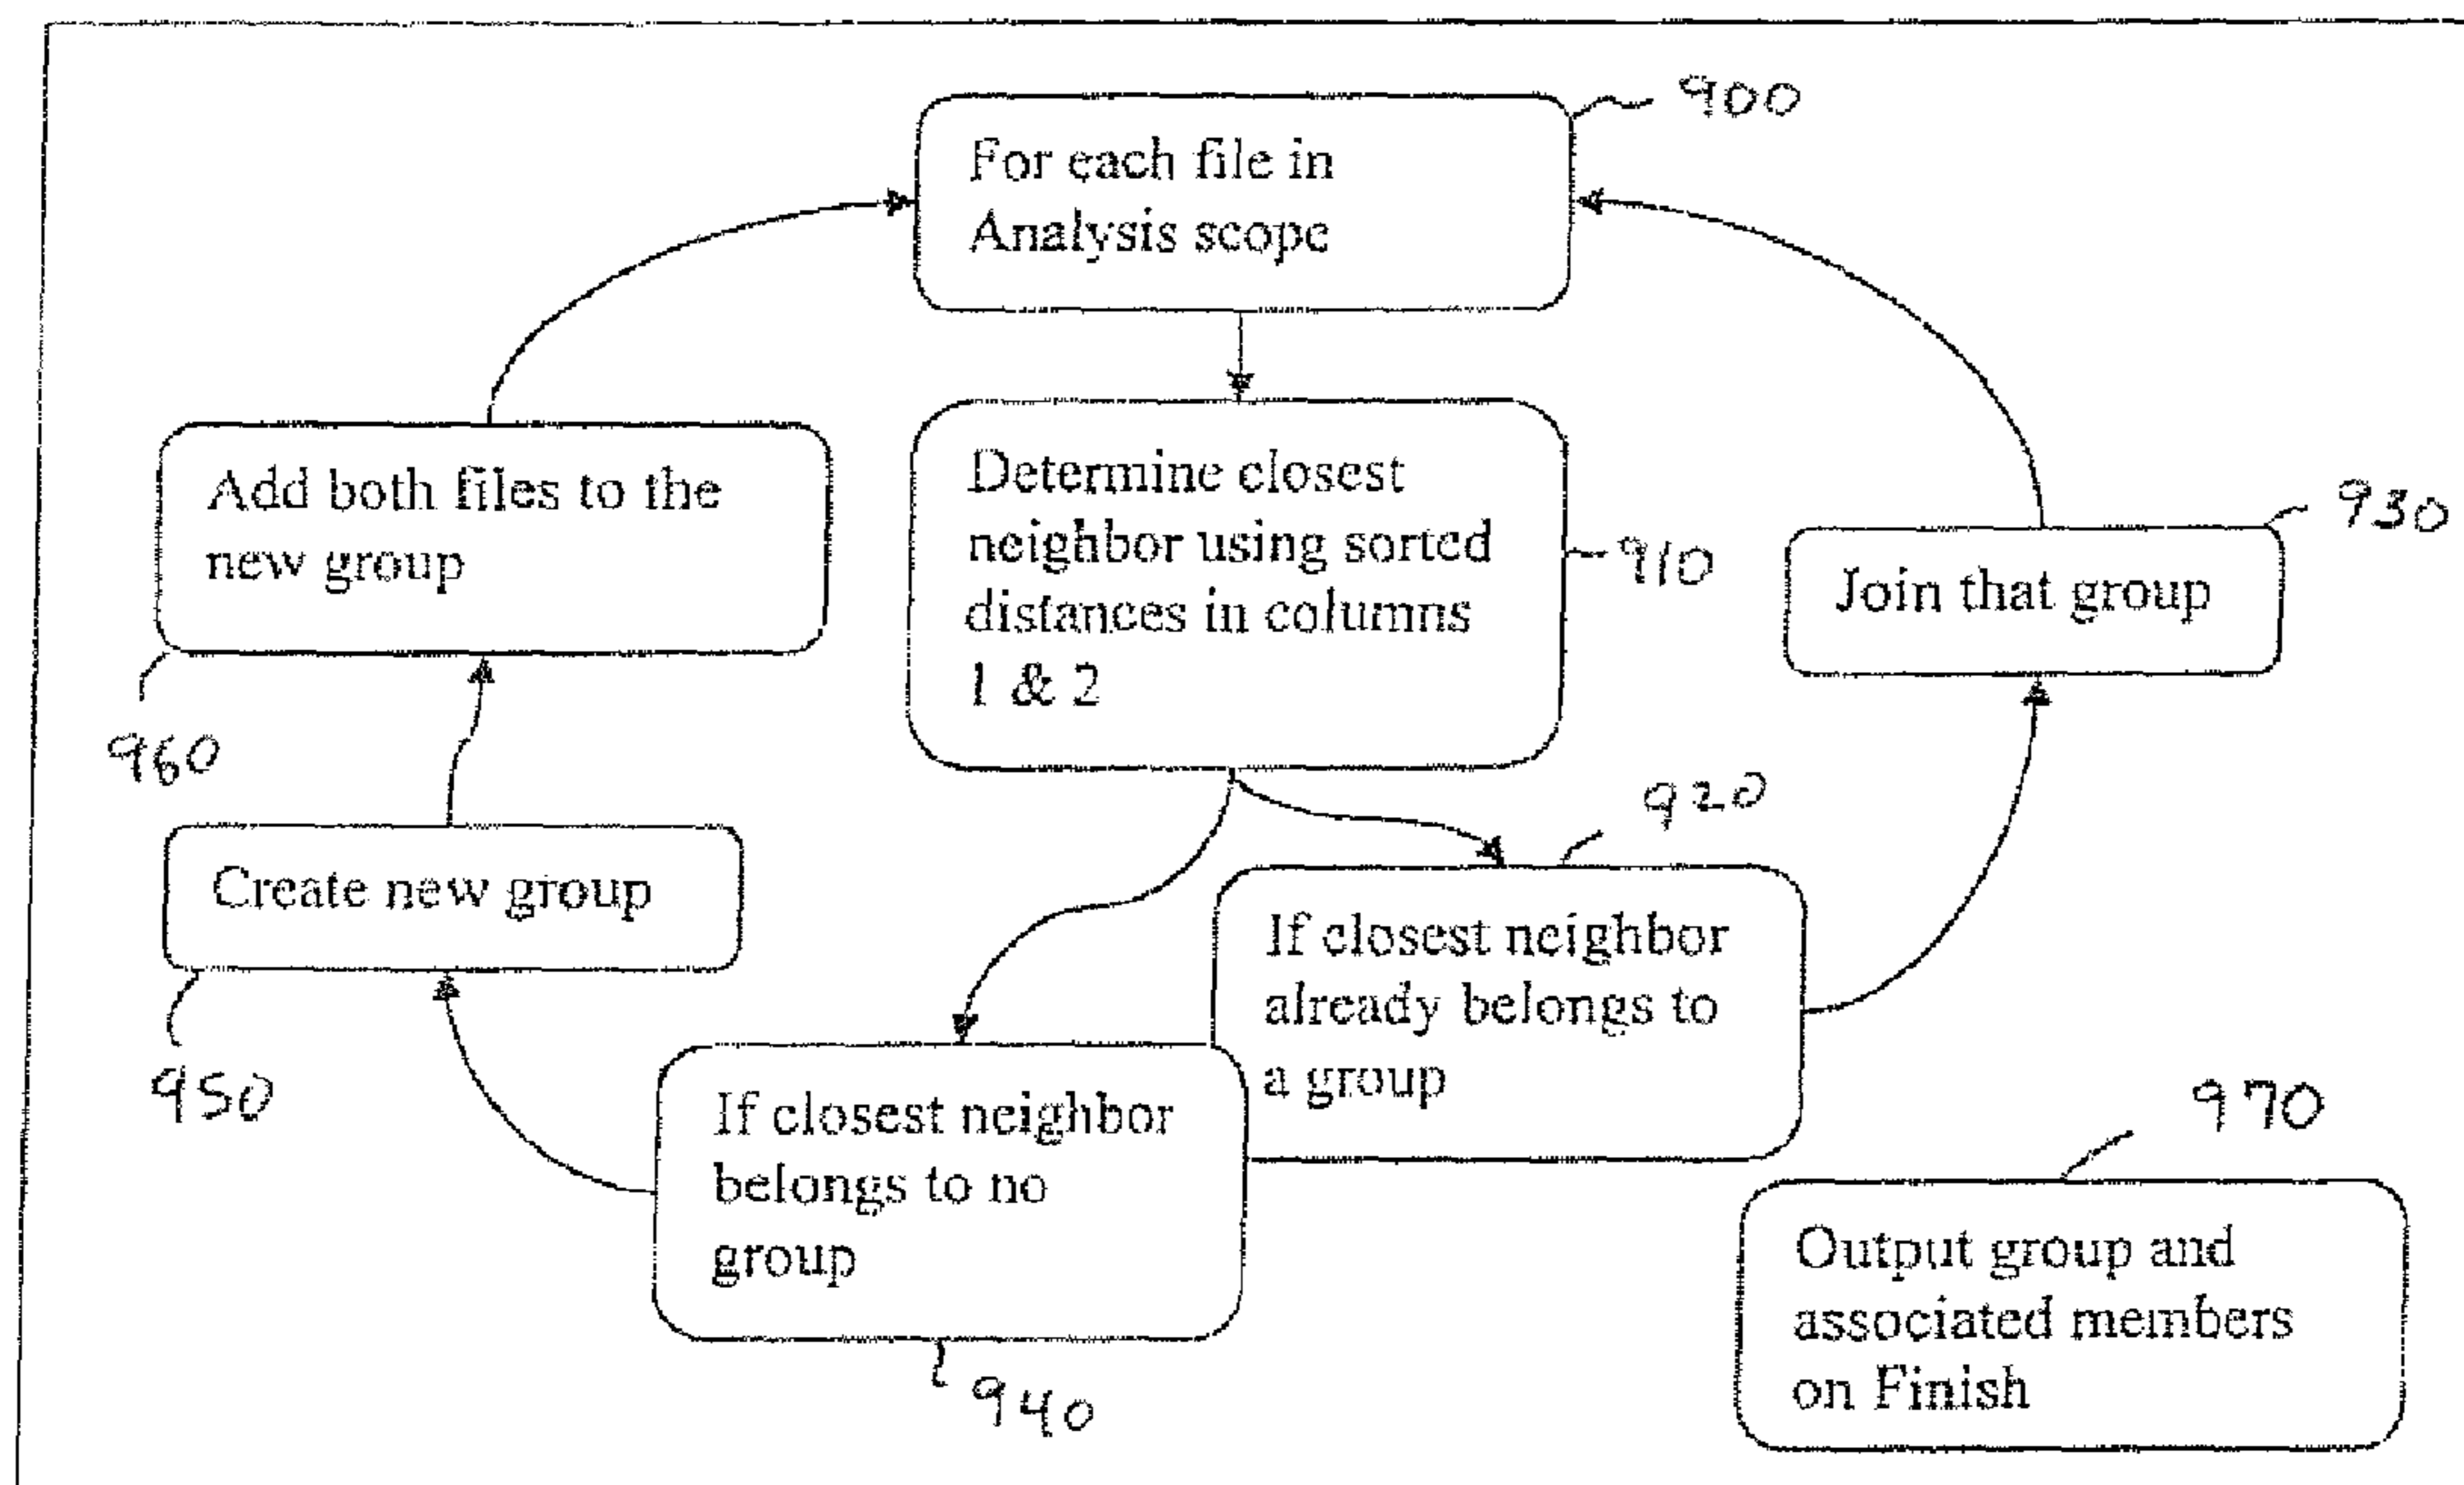 900
For each file in
Analysis scope
Determine closest
neighbor using sorted
distances in columns
1 & 2
910
Add both files to the
new group
960
Join that group
930
920
If closest neighbor
already belongs to
a group
Create new group
950
If closest neighbor
belongs to no
group
940
970
Output group and
associated members
on Finish